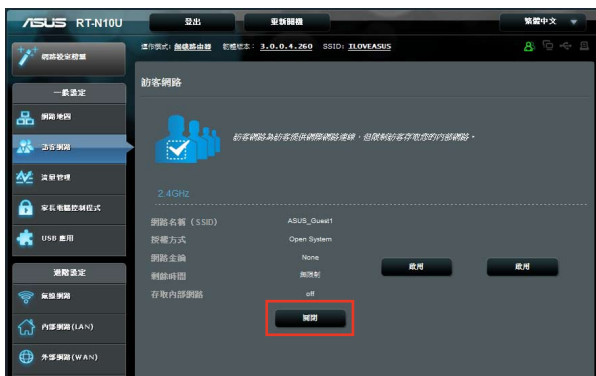 ASUS RT-N10U 登出 重新開機 繁體中文
操作模式: 無線路由器 韌體版本: 3.0.0.4.260 SSID: ILOVEASUS
網路設定精靈
一般設定
網路地圖
訪客網路
流量管理
家長電腦控制程式
USB 應用
進階設定
無線網路
內部網路(LAN)
外部網路(WAN)
訪客網路
訪客網路為訪客提供網際網路連線，但限制訪客存取您的內部網路。
2.4GHz
網路名稱 (SSID) ASUS_Guest1
授權方式 Open System
網路金鑰 None
剩餘時間 無限制
存取內部網路 off
啟用 啟用
關閉